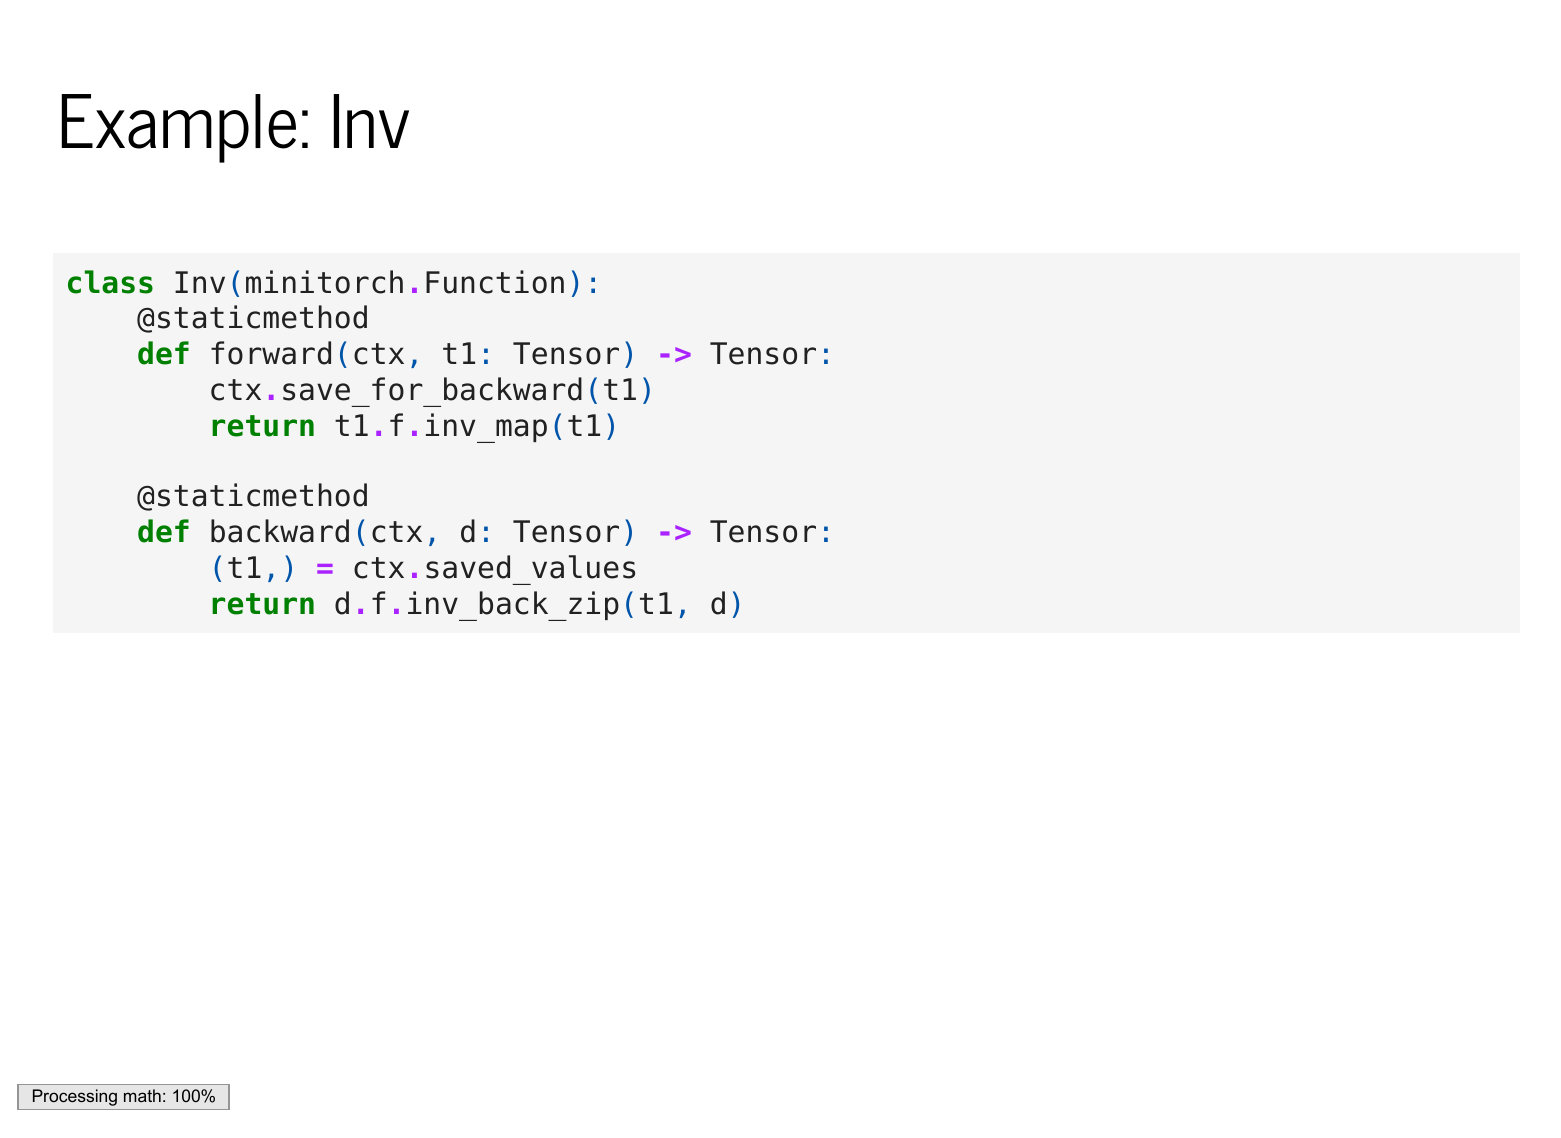 Example: Inv
class Inv(minitorch.Function):
    @staticmethod
    def forward(ctx, t1: Tensor) -> Tensor:
        ctx.save_for_backward(t1)
        return t1.f.inv_map(t1)

    @staticmethod
    def backward(ctx, d: Tensor) -> Tensor:
        (t1,) = ctx.saved_values
        return d.f.inv_back_zip(t1, d)
Processing math: 100%